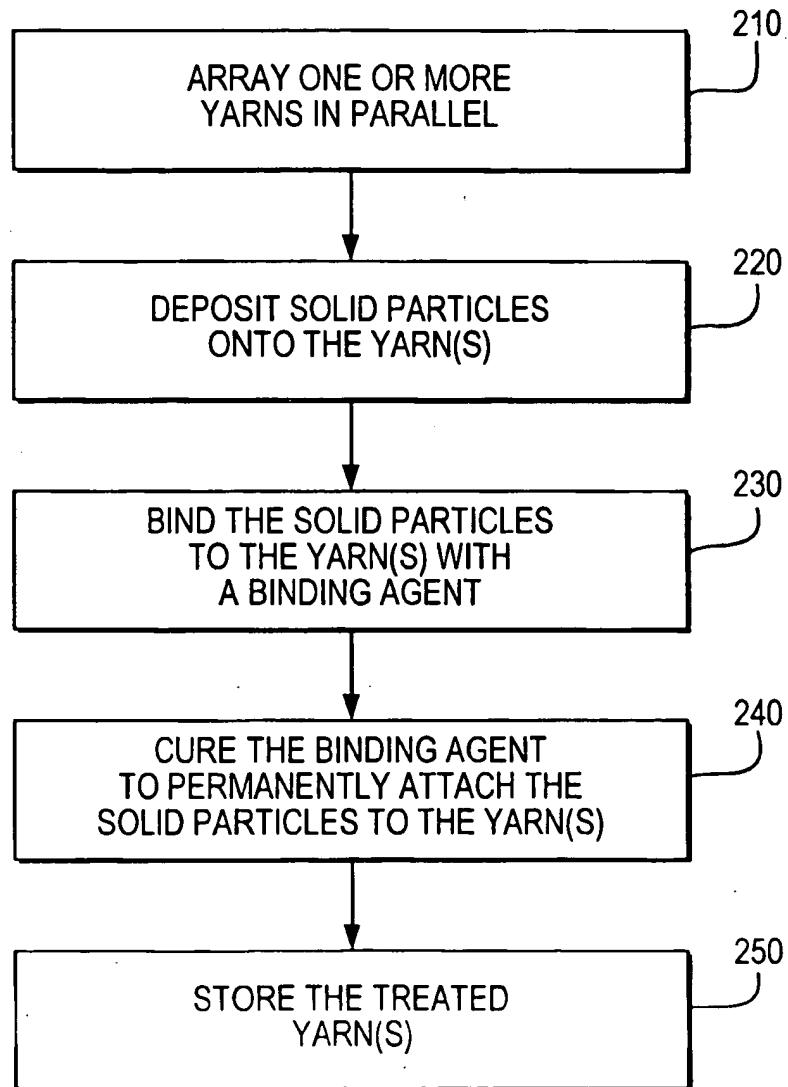 210
ARRAY ONE OR MORE
YARNS IN PARALLEL
220
DEPOSIT SOLID PARTICLES
ONTO THE YARN(S)
230
BIND THE SOLID PARTICLES
TO THE YARN(S) WITH
A BINDING AGENT
240
CURE THE BINDING AGENT
TO PERMANENTLY ATTACH THE
SOLID PARTICLES TO THE YARN(S)
250
STORE THE TREATED
YARN(S)